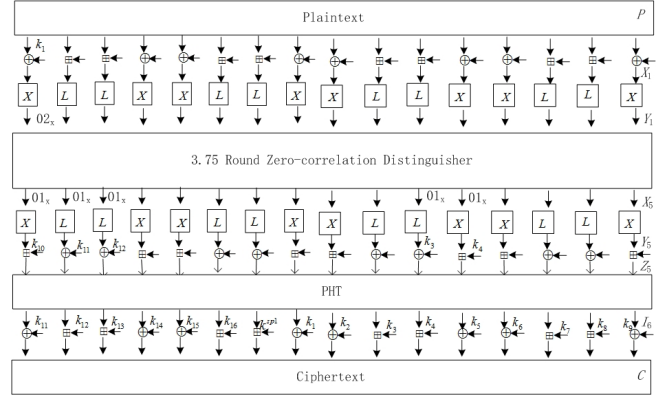 Plaintext P
k₁
X₁
X L L X X L L X X L L X X L L X
02ₓ Y₁
3.75 Round Zero-correlation Distinguisher
01ₓ 01ₓ 01ₓ 01ₓ 01ₓ X₅
X L L X X L L X X L L X X L L X
k₁₀ k₁₁ k₁₂ k₃ k₄ Y₅
Z₅
PHT
k₁₁ k₁₂ k₁₃ k₁₄ k₁₅ k₁₆ k₁ k₂ k₃ k₄ k₅ k₆ k₇ k₈ k₉ I₆
Ciphertext C